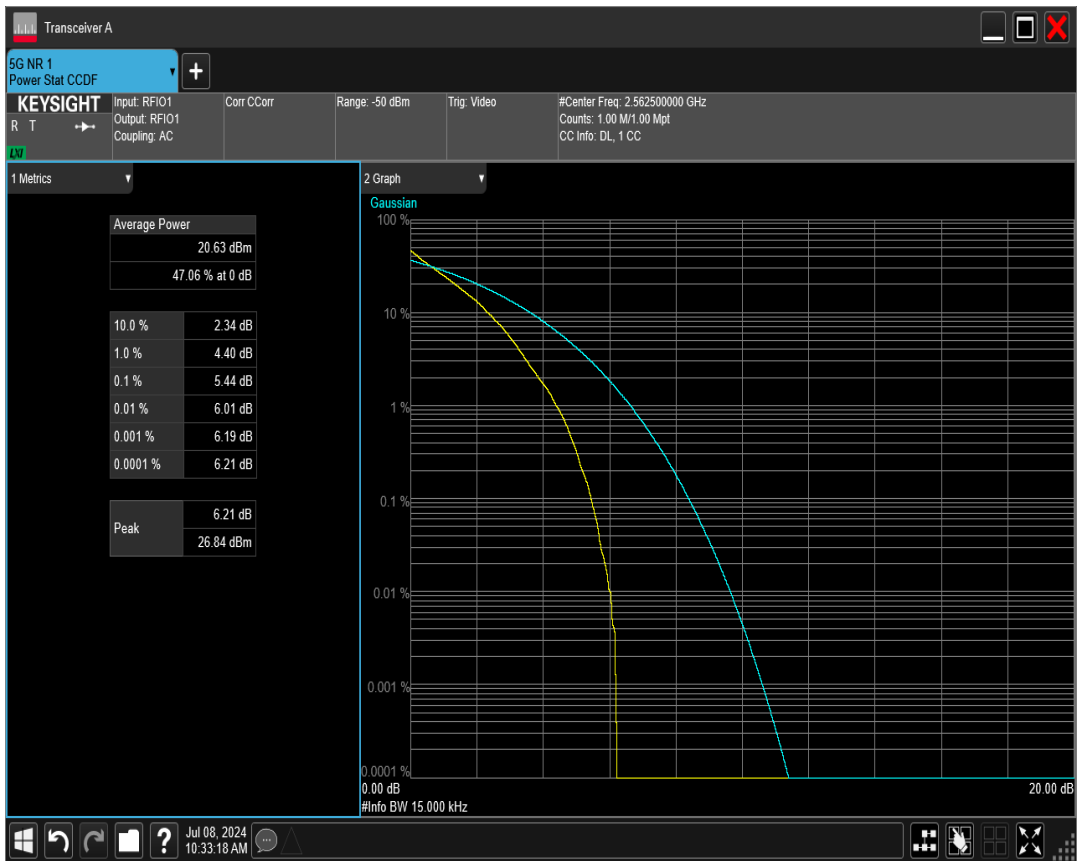 Transceiver A
5G NR 1
Power Stat CCDF
KEYSIGHT
R T
LXI
Input: RFIO1
Output: RFIO1
Coupling: AC
Corr CCorr
Range: -50 dBm
Trig: Video
#Center Freq: 2.562500000 GHz
Counts: 1.00 M/1.00 Mpt
CC Info: DL, 1 CC
1 Metrics
Average Power
20.63 dBm
47.06 % at 0 dB
10.0 % 2.34 dB
1.0 % 4.40 dB
0.1 % 5.44 dB
0.01 % 6.01 dB
0.001 % 6.19 dB
0.0001 % 6.21 dB
Peak
6.21 dB
26.84 dBm
2 Graph
Gaussian
100 %
10 %
1 %
0.1 %
0.01 %
0.001 %
0.0001 %
0.00 dB
20.00 dB
#Info BW 15.000 kHz
?
Jul 08, 2024
10:33:18 AM